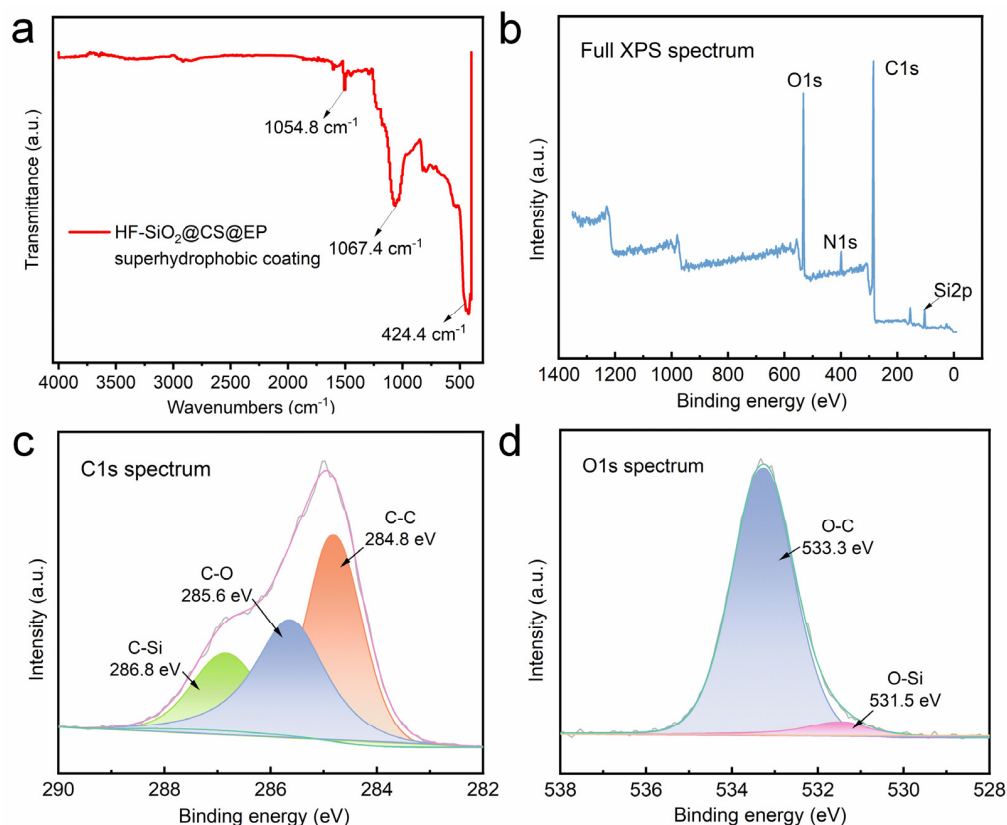 a
1054.8 cm⁻¹
1067.4 cm⁻¹
424.4 cm⁻¹
HF-SiO₂@CS@EP
superhydrophobic coating
Transmittance (a.u.)
4000 3500 3000 2500 2000 1500 1000 500
Wavenumbers (cm⁻¹)
b
Full XPS spectrum
O1s
C1s
N1s
Si2p
Intensity (a.u.)
1400 1200 1000 800 600 400 200 0
Binding energy (eV)
c
C1s spectrum
C-C
284.8 eV
C-O
285.6 eV
C-Si
286.8 eV
Intensity (a.u.)
290 288 286 284 282
Binding energy (eV)
d
O1s spectrum
O-C
533.3 eV
O-Si
531.5 eV
Intensity (a.u.)
538 536 534 532 530 528
Binding energy (eV)